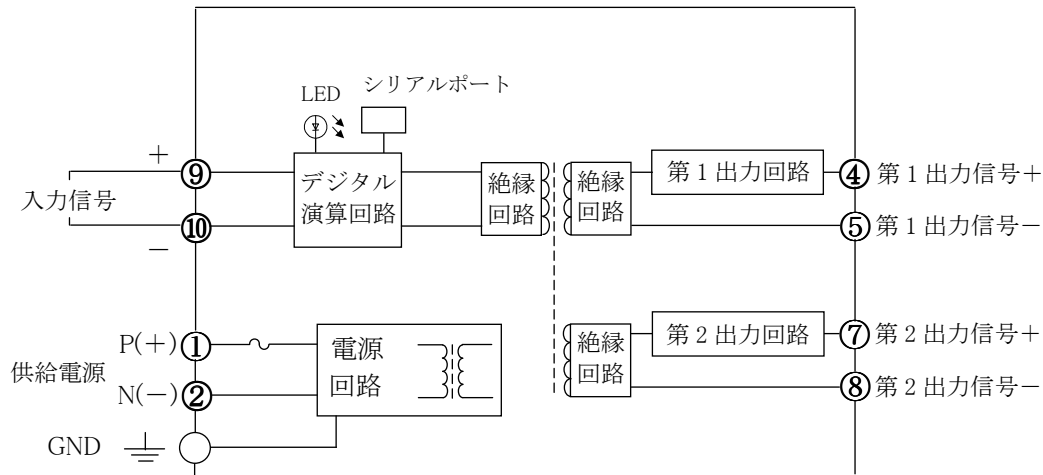 シリアルポート
LED
+
⑨
入力信号
⑩
−
デジタル
演算回路
絶縁
回路
絶縁
回路
第1出力回路
④
第1出力信号+
⑤
第1出力信号−
P(+)
①
供給電源
N(−)
②
GND
電源
回路
絶縁
回路
第2出力回路
⑦
第2出力信号+
⑧
第2出力信号−